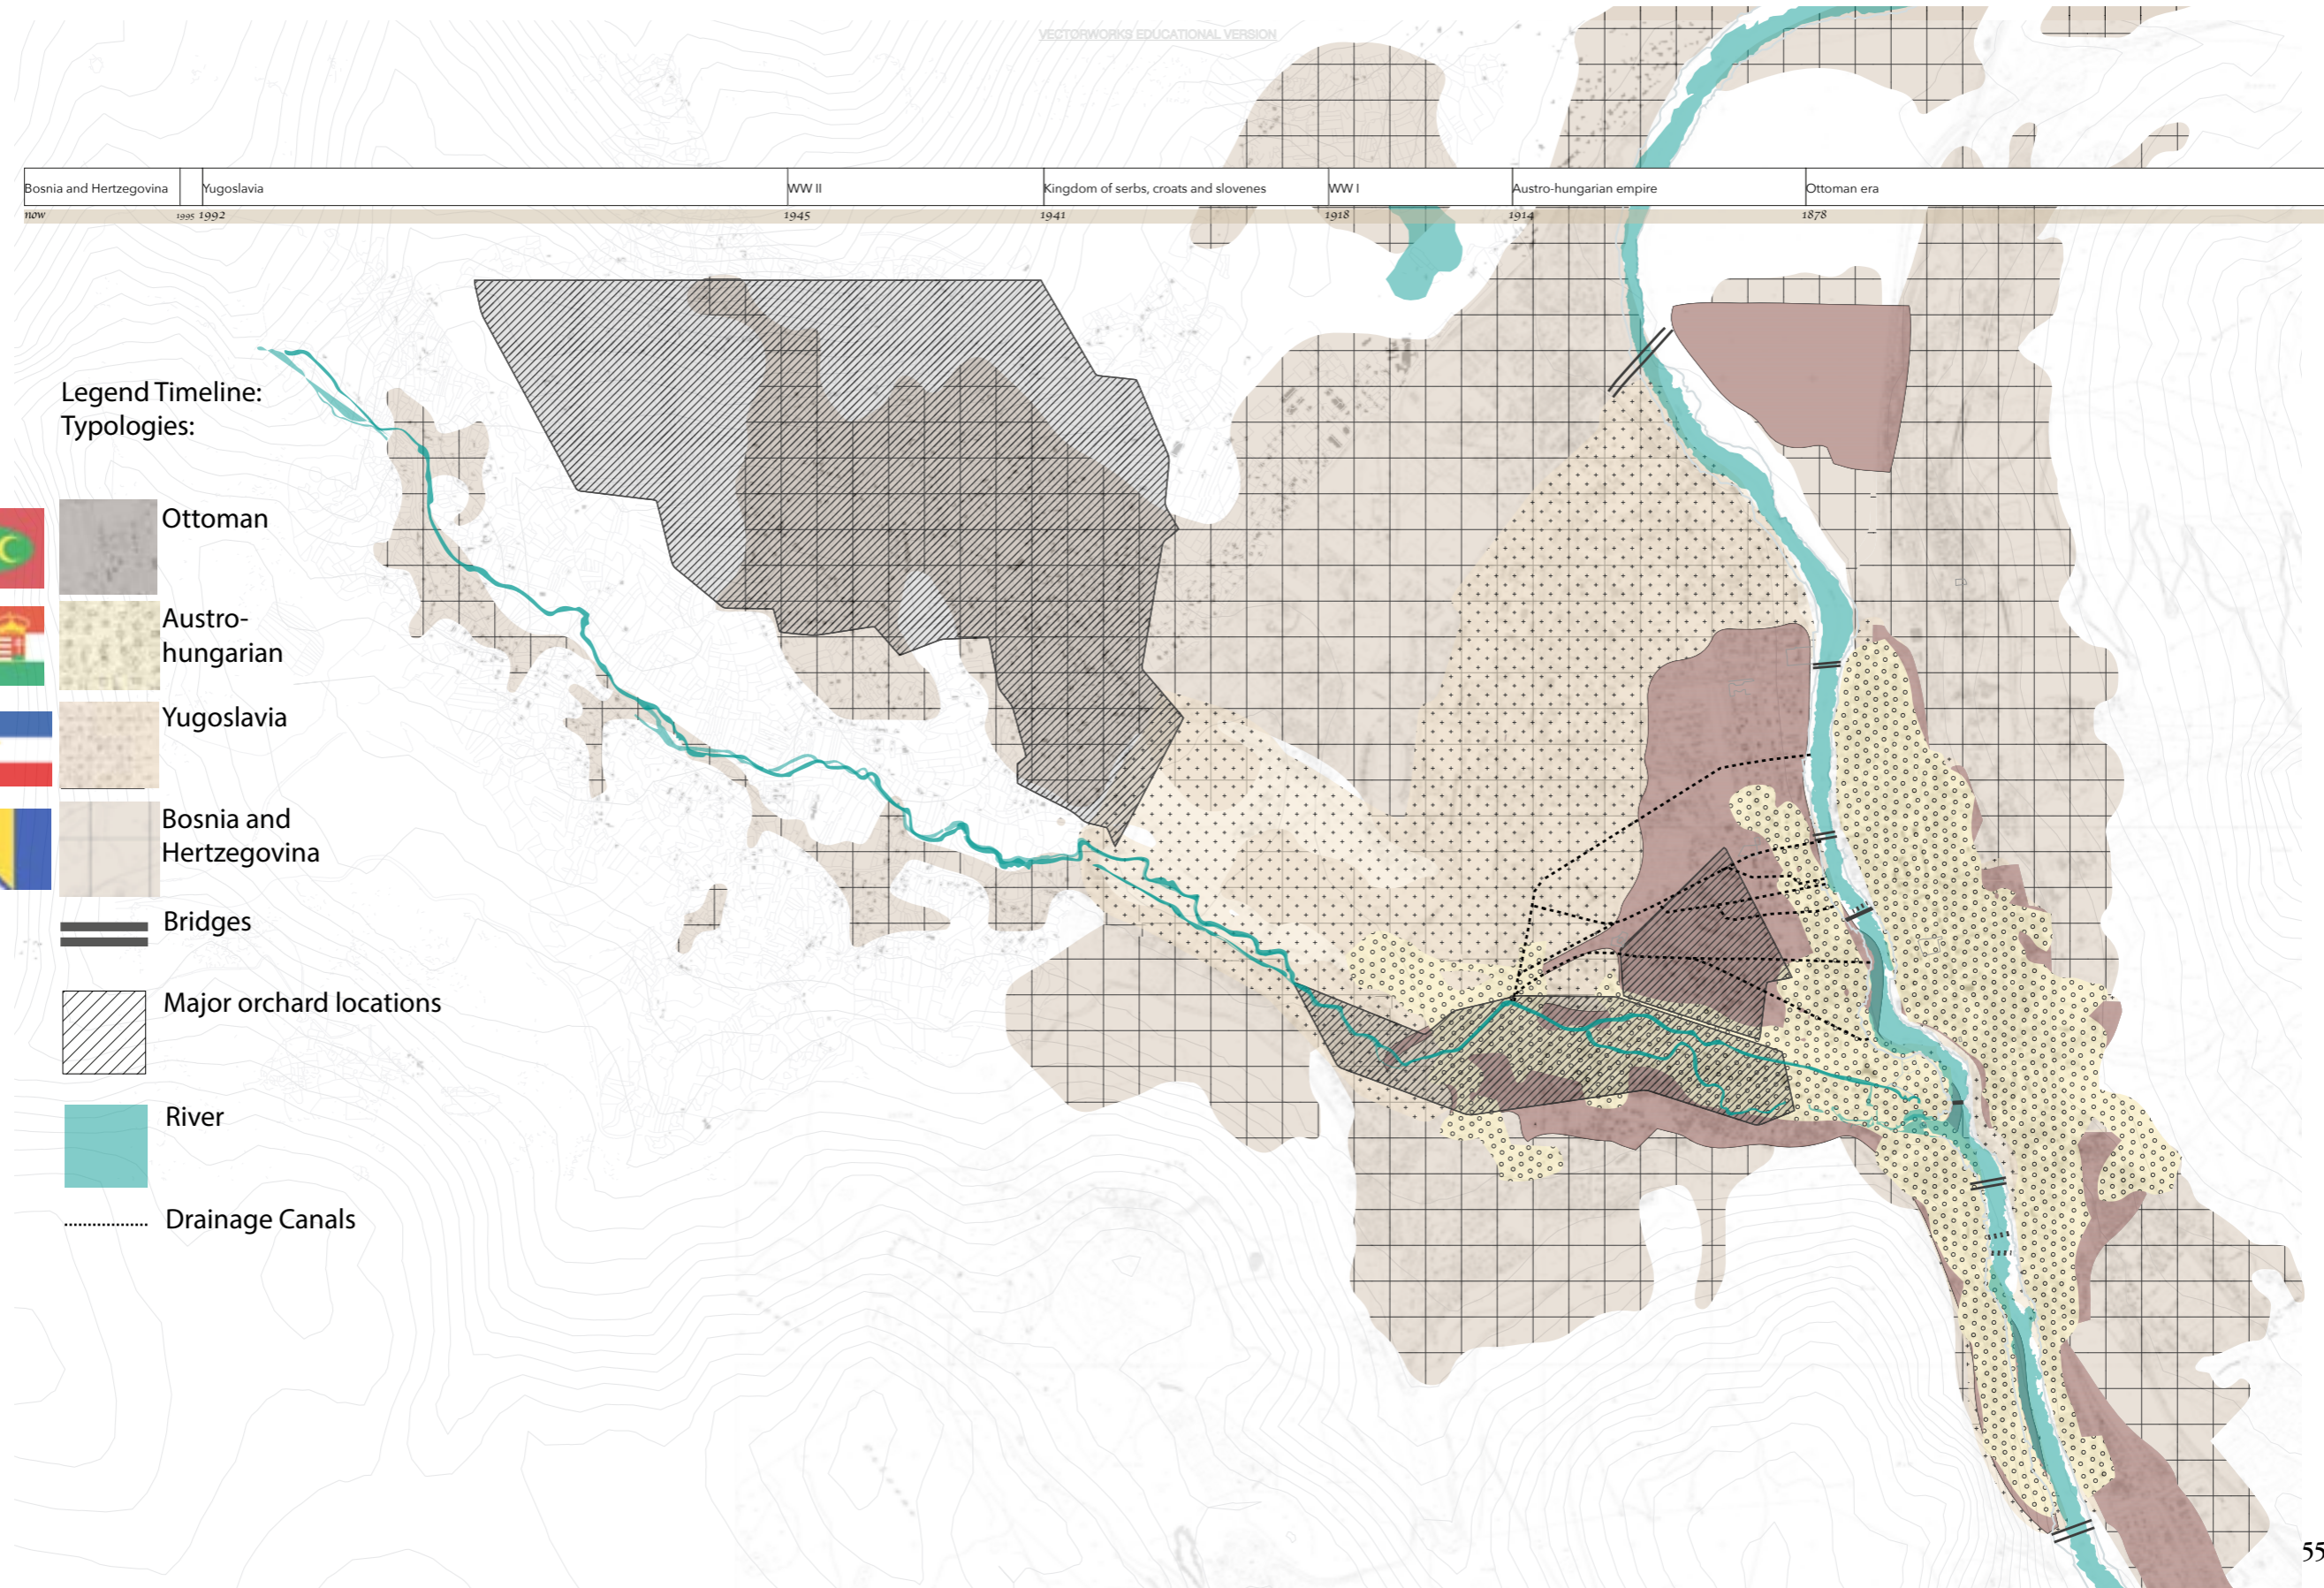 VECTORWORKS EDUCATIONAL VERSION
Bosnia and Hertzegovina Yugoslavia WW II Kingdom of serbs, croats and slovenes WW I Austro-hungarian empire Ottoman era
now 1995 1992 1945 1941 1918 1914 1878
Legend Timeline:
Typologies:
Ottoman
Austro-
hungarian
Yugoslavia
Bosnia and
Hertzegovina
Bridges
Major orchard locations
River
Drainage Canals
55